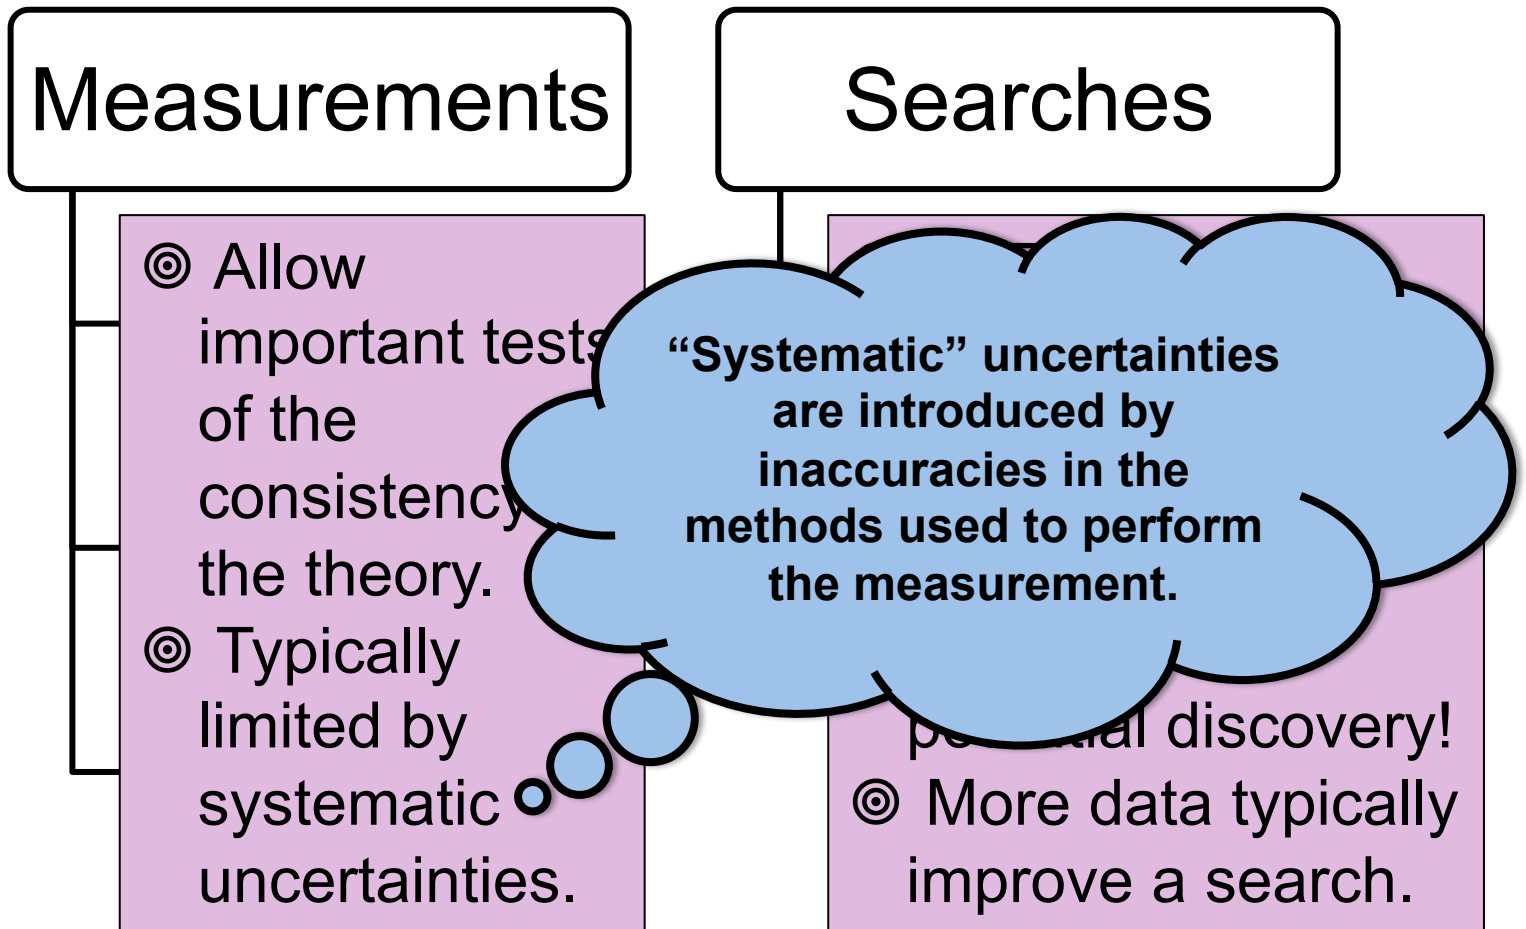 Measurements
Searches
Allow
important tests
of the
consistency
the theory.
Typically
limited by
systematic
uncertainties.
“Systematic” uncertainties
are introduced by
inaccuracies in the
methods used to perform
the measurement.
discovery!
More data typically
improve a search.